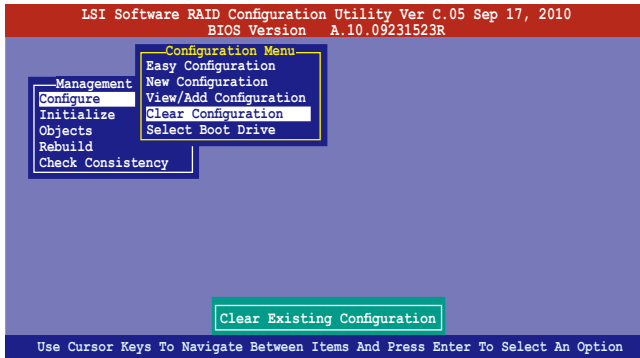 LSI Software RAID Configuration Utility Ver C.05 Sep 17, 2010
BIOS Version A.10.09231523R
Configuration Menu
Easy Configuration
New Configuration
View/Add Configuration
Clear Configuration
Select Boot Drive
Management
Configure
Initialize
Objects
Rebuild
Check Consistency
Clear Existing Configuration
Use Cursor Keys To Navigate Between Items And Press Enter To Select An Option